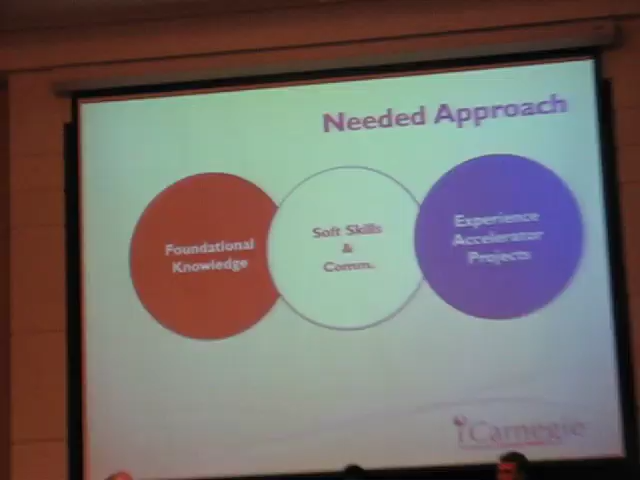 Needed Approach
Foundational
Knowledge
Soft Skills
&
Comm.
Experience
Accelerator
Projects
iCarnegie